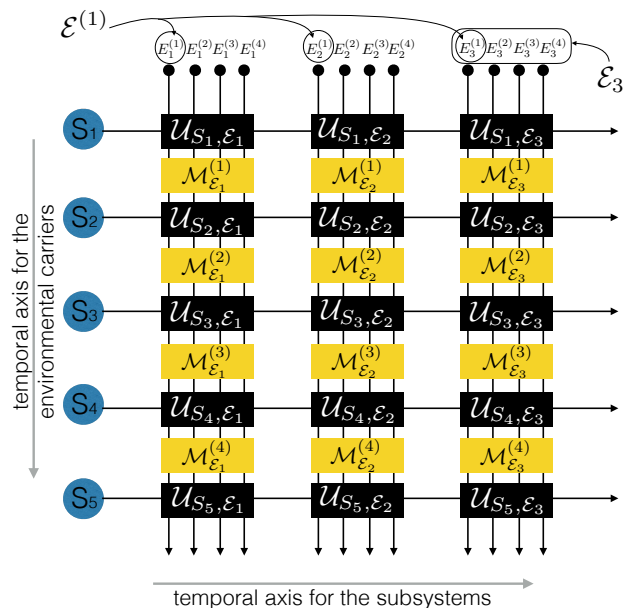 ℰ^(1)
E_1^(1) E_1^(2) E_1^(3) E_1^(4) E_2^(1) E_2^(2) E_2^(3) E_2^(4) E_3^(1) E_3^(2) E_3^(3) E_3^(4)
ℰ_3
S_1 𝒰_{S_1,ℰ_1} 𝒰_{S_1,ℰ_2} 𝒰_{S_1,ℰ_3}
ℳ_{ℰ_1}^(1) ℳ_{ℰ_2}^(1) ℳ_{ℰ_3}^(1)
S_2 𝒰_{S_2,ℰ_1} 𝒰_{S_2,ℰ_2} 𝒰_{S_2,ℰ_3}
ℳ_{ℰ_1}^(2) ℳ_{ℰ_2}^(2) ℳ_{ℰ_3}^(2)
S_3 𝒰_{S_3,ℰ_1} 𝒰_{S_3,ℰ_2} 𝒰_{S_3,ℰ_3}
ℳ_{ℰ_1}^(3) ℳ_{ℰ_2}^(3) ℳ_{ℰ_3}^(3)
S_4 𝒰_{S_4,ℰ_1} 𝒰_{S_4,ℰ_2} 𝒰_{S_4,ℰ_3}
ℳ_{ℰ_1}^(4) ℳ_{ℰ_2}^(4) ℳ_{ℰ_3}^(4)
S_5 𝒰_{S_5,ℰ_1} 𝒰_{S_5,ℰ_2} 𝒰_{S_5,ℰ_3}
temporal axis for the
environmental carriers
temporal axis for the subsystems